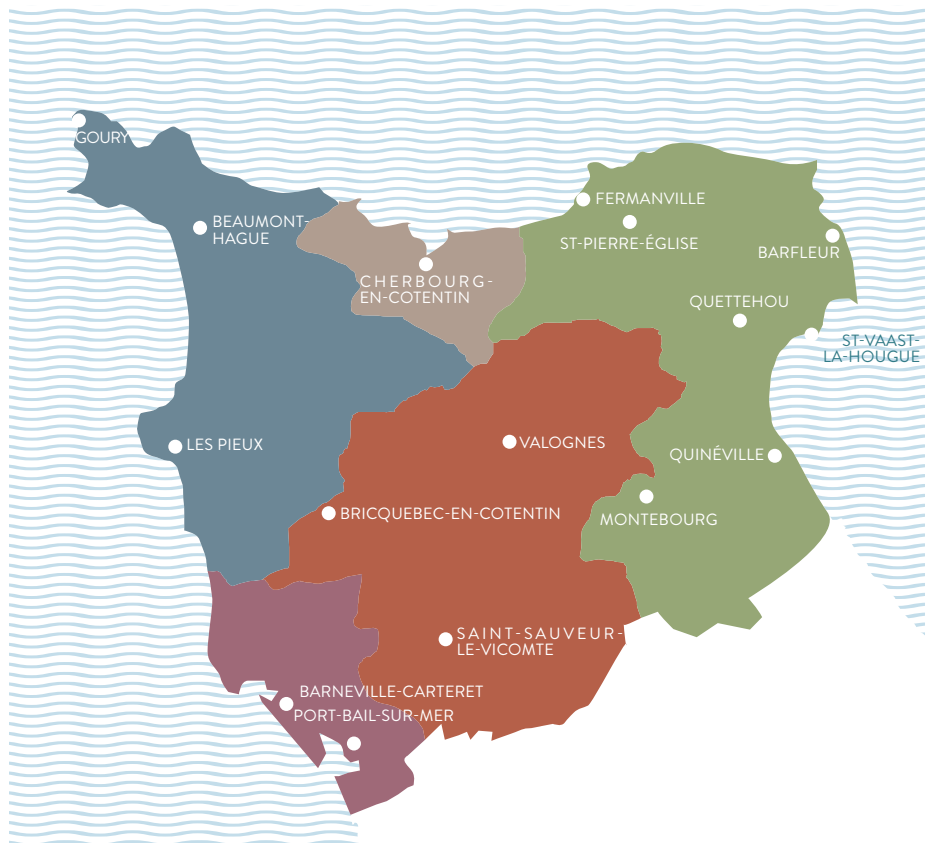 GOURY
BEAUMONT-
HAGUE
FERMANVILLE
ST-PIERRE-ÉGLISE
BARFLEUR
CHERBOURG-
EN-COTENTIN
QUETTEHOU
ST-VAAST-
LA-HOUGUE
LES PIEUX
VALOGNES
QUINÉVILLE
BRICQUEBEC-EN-COTENTIN
MONTEBOURG
SAINT-SAUVEUR-
LE-VICOMTE
BARNEVILLE-CARTERET
PORT-BAIL-SUR-MER